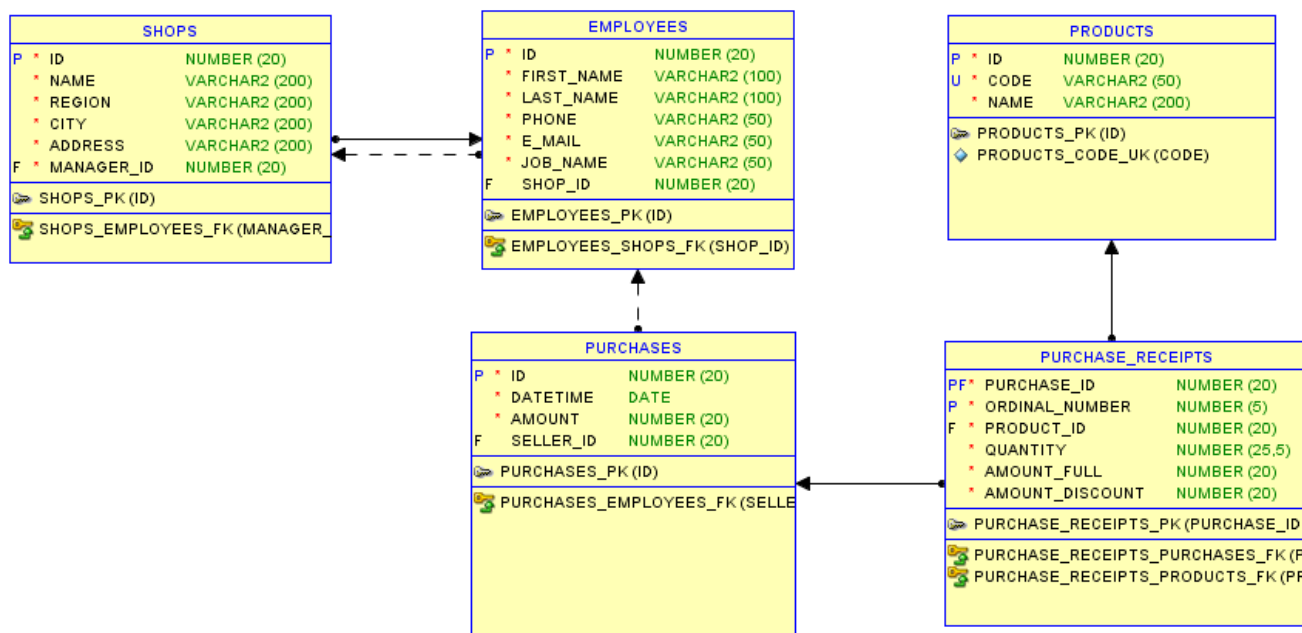 SHOPS
P * ID NUMBER (20)
* NAME VARCHAR2 (200)
* REGION VARCHAR2 (200)
* CITY VARCHAR2 (200)
* ADDRESS VARCHAR2 (200)
F * MANAGER_ID NUMBER (20)
SHOPS_PK (ID)
SHOPS_EMPLOYEES_FK (MANAGER_
EMPLOYEES
P * ID NUMBER (20)
* FIRST_NAME VARCHAR2 (100)
* LAST_NAME VARCHAR2 (100)
* PHONE VARCHAR2 (50)
* E_MAIL VARCHAR2 (50)
* JOB_NAME VARCHAR2 (50)
F SHOP_ID NUMBER (20)
EMPLOYEES_PK (ID)
EMPLOYEES_SHOPS_FK (SHOP_ID)
PRODUCTS
P * ID NUMBER (20)
U * CODE VARCHAR2 (50)
* NAME VARCHAR2 (200)
PRODUCTS_PK (ID)
PRODUCTS_CODE_UK (CODE)
PURCHASES
P * ID NUMBER (20)
* DATETIME DATE
* AMOUNT NUMBER (20)
F SELLER_ID NUMBER (20)
PURCHASES_PK (ID)
PURCHASES_EMPLOYEES_FK (SELLE
PURCHASE_RECEIPTS
PF* PURCHASE_ID NUMBER (20)
P * ORDINAL_NUMBER NUMBER (5)
F * PRODUCT_ID NUMBER (20)
* QUANTITY NUMBER (25,5)
* AMOUNT_FULL NUMBER (20)
* AMOUNT_DISCOUNT NUMBER (20)
PURCHASE_RECEIPTS_PK (PURCHASE_ID
PURCHASE_RECEIPTS_PURCHASES_FK (P
PURCHASE_RECEIPTS_PRODUCTS_FK (PR